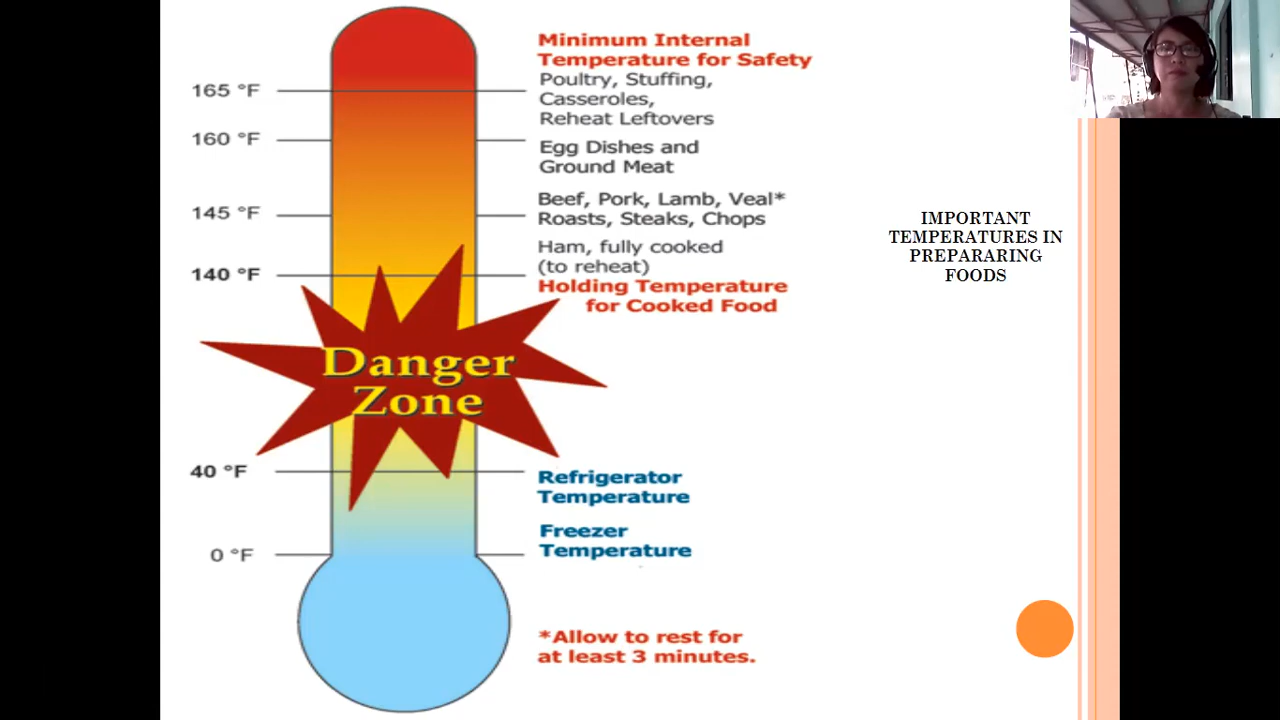 Minimum Internal
Temperature for Safety
165 °F
Poultry, Stuffing,
Casseroles,
Reheat Leftovers
160 °F
Egg Dishes and
Ground Meat
145 °F
Beef, Pork, Lamb, Veal*
Roasts, Steaks, Chops
140 °F
Ham, fully cooked
(to reheat)
Holding Temperature
for Cooked Food
Danger
Zone
40 °F
Refrigerator
Temperature
0 °F
Freezer
Temperature
*Allow to rest for
at least 3 minutes.
IMPORTANT
TEMPERATURES IN
PREPARARING
FOODS